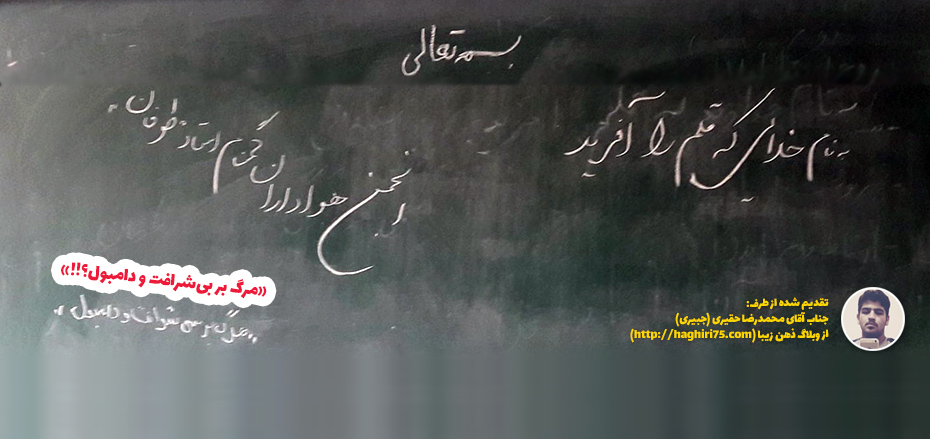 بسمه تعالی
به نام خدائی که قلم را آفرید
انجمن هواداران گمنام استاد طوفان
«مرگ بر بی‌شرافت و دامبول؟!!»
«مرگ بر بی شرافت و دامبول»
تقدیم شده از طرف:
جناب آقای محمدرضا حقیری (جبیری)
از وبلاگ ذهن زیبا (http://haghiri75.com)